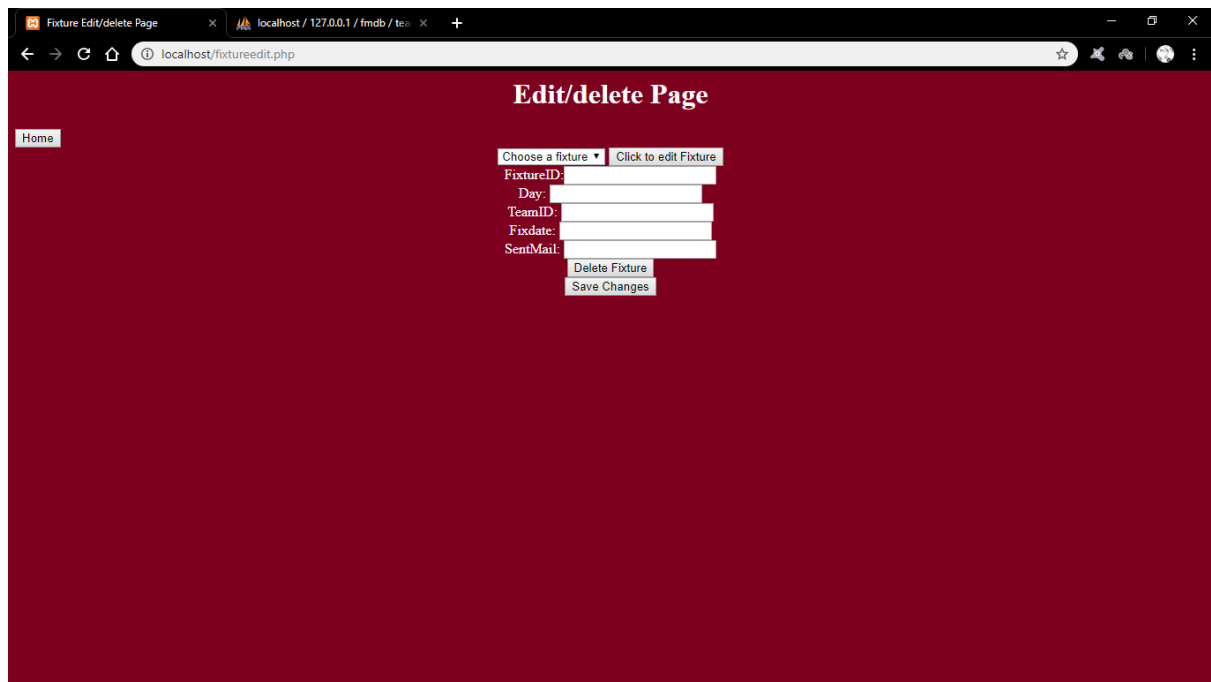 Fixture Edit/delete Page
localhost / 127.0.0.1 / fmdb / tea
localhost/fixtureedit.php
Edit/delete Page
Home
Choose a fixture Click to edit Fixture
FixtureID:
Day:
TeamID:
Fixdate:
SentMail:
Delete Fixture
Save Changes